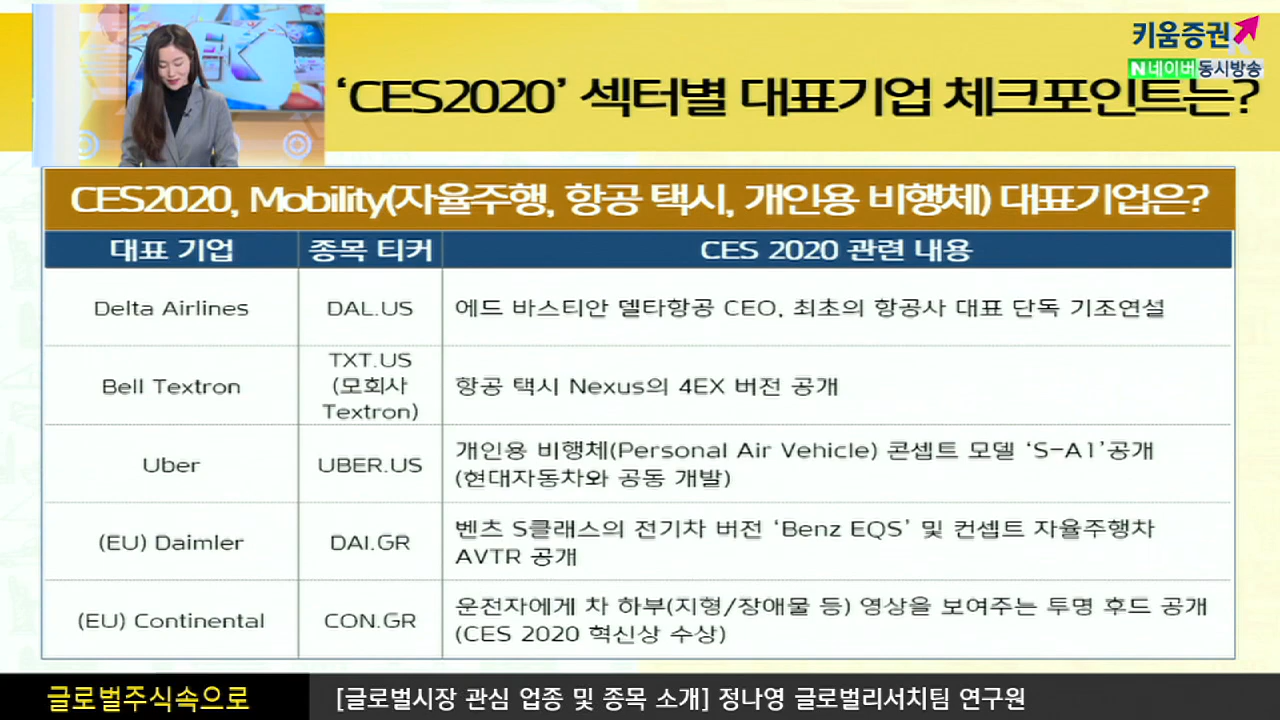 키움증권
N 네이버 동시방송
'CES2020' 섹터별 대표기업 체크포인트는?
CES2020, Mobility(자율주행, 항공 택시, 개인용 비행체) 대표기업은?
대표 기업 종목 티커 CES 2020 관련 내용
Delta Airlines DAL.US 에드 바스티안 델타항공 CEO, 최초의 항공사 대표 단독 기조연설
Bell Textron
TXT.US
(모회사
Textron)
항공 택시 Nexus의 4EX 버전 공개
Uber UBER.US
개인용 비행체(Personal Air Vehicle) 콘셉트 모델 'S-A1'공개
(현대자동차와 공동 개발)
(EU) Daimler DAI.GR
벤츠 S클래스의 전기차 버전 'Benz EQS' 및 컨셉트 자율주행차
AVTR 공개
(EU) Continental CON.GR
운전자에게 차 하부(지형/장애물 등) 영상을 보여주는 투명 후드 공개
(CES 2020 혁신상 수상)
글로벌주식속으로
[글로벌시장 관심 업종 및 종목 소개] 정나영 글로벌리서치팀 연구원